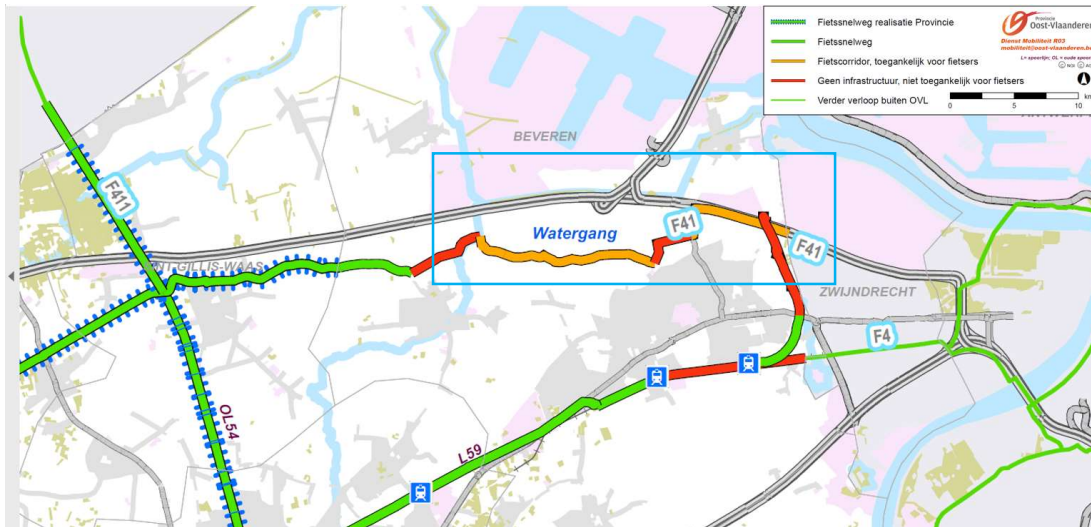 Fietssnelweg realisatie Provincie
Fietssnelweg
Fietscorridor, toegankelijk voor fietsers
Geen infrastructuur, niet toegankelijk voor fietsers
Verder verloop buiten OVL
Provincie
Oost-Vlaanderen
Dienst Mobiliteit R03
mobiliteit@oost-vlaanderen.be
0 5 10 km
BEVEREN
F411
Watergang
F41
F41
ZWIJNDRECHT
F4
OL54
L59